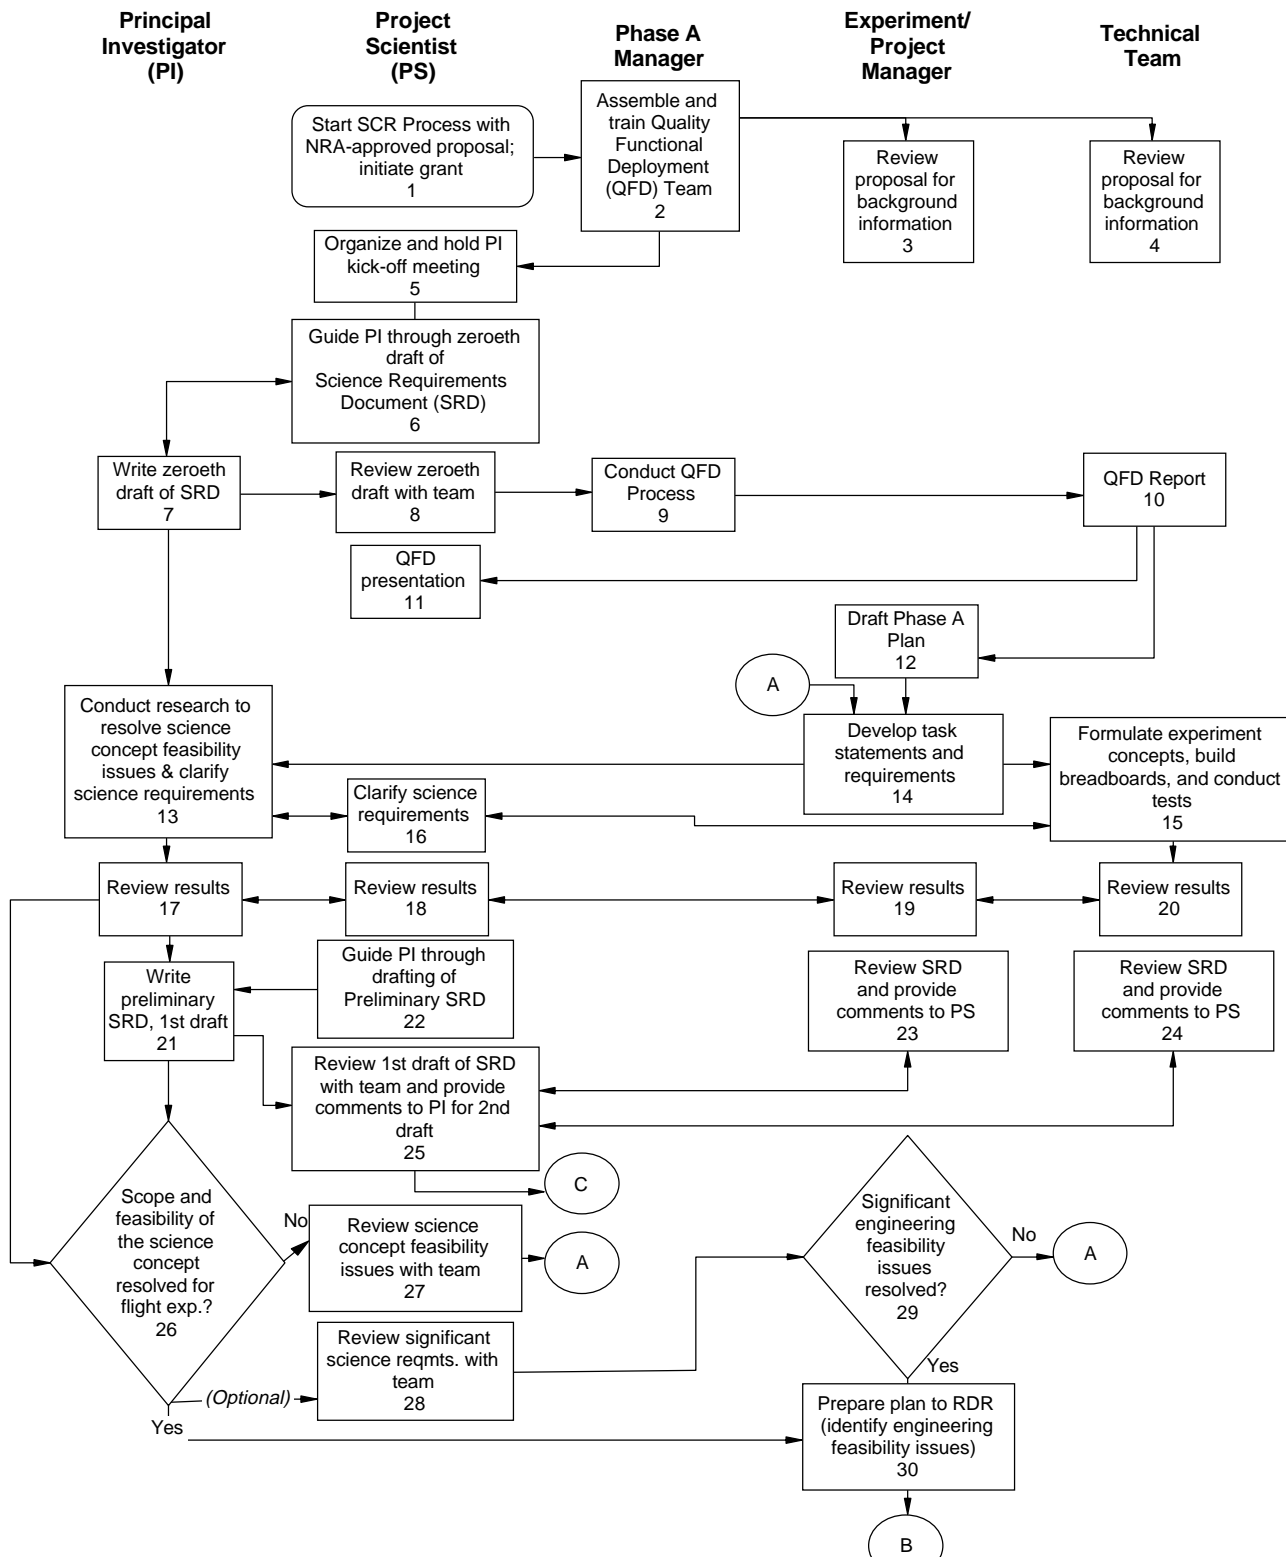 Principal
Investigator
(PI)
Project
Scientist
(PS)
Phase A
Manager
Experiment/
Project
Manager
Technical
Team
Start SCR Process with
NRA-approved proposal;
initiate grant
1
Assemble and
train Quality
Functional
Deployment
(QFD) Team
2
Review
proposal for
background
information
3
Review
proposal for
background
information
4
Organize and hold PI
kick-off meeting
5
Guide PI through zeroeth
draft of
Science Requirements
Document (SRD)
6
Write zeroeth
draft of SRD
7
Review zeroeth
draft with team
8
Conduct QFD
Process
9
QFD Report
10
QFD
presentation
11
Draft Phase A
Plan
12
A
Conduct research to
resolve science
concept feasibility
issues & clarify
science requirements
13
Develop task
statements and
requirements
14
Formulate experiment
concepts, build
breadboards, and conduct
tests
15
Clarify science
requirements
16
Review results
17
Review results
18
Review results
19
Review results
20
Write
preliminary
SRD, 1st draft
21
Guide PI through
drafting of
Preliminary SRD
22
Review SRD
and provide
comments to PS
23
Review SRD
and provide
comments to PS
24
Review 1st draft of SRD
with team and provide
comments to PI for 2nd
draft
25
C
Scope and
feasibility of
the science
concept
resolved for
flight exp.?
26
No
Review science
concept feasibility
issues with team
27
A
Significant
engineering
feasibility
issues
resolved?
29
No
A
Yes
(Optional)
Review significant
science reqmts. with
team
28
Yes
Prepare plan to RDR
(identify engineering
feasibility issues)
30
B